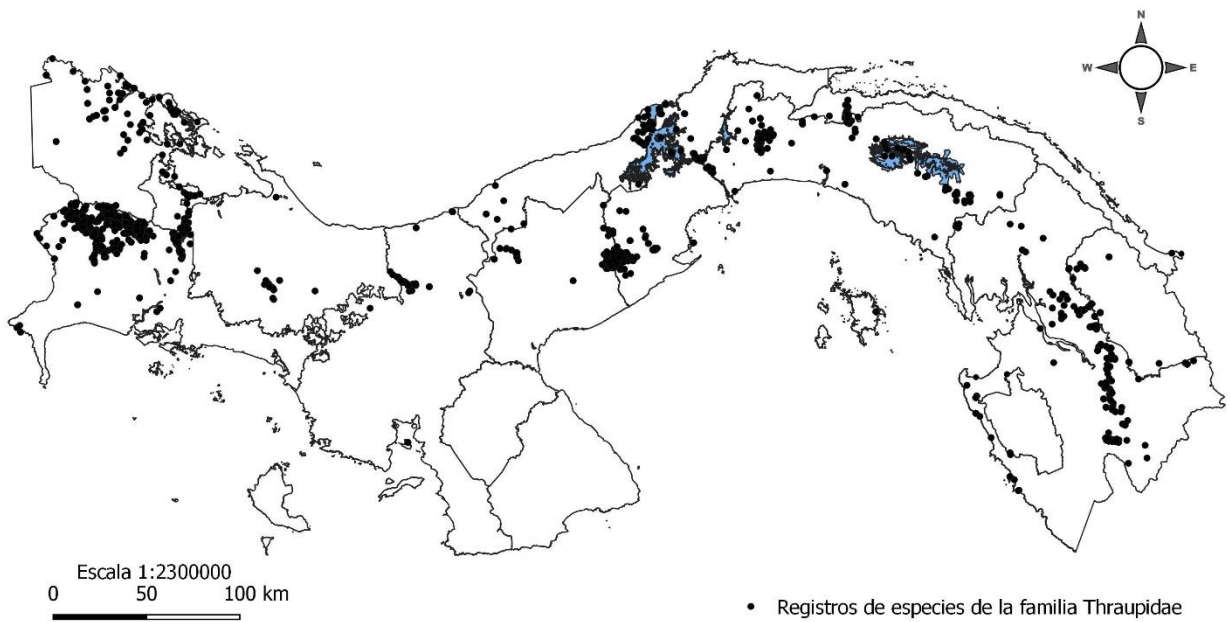 N
W E
S
Escala 1:2300000
0 50 100 km
Registros de especies de la familia Thraupidae